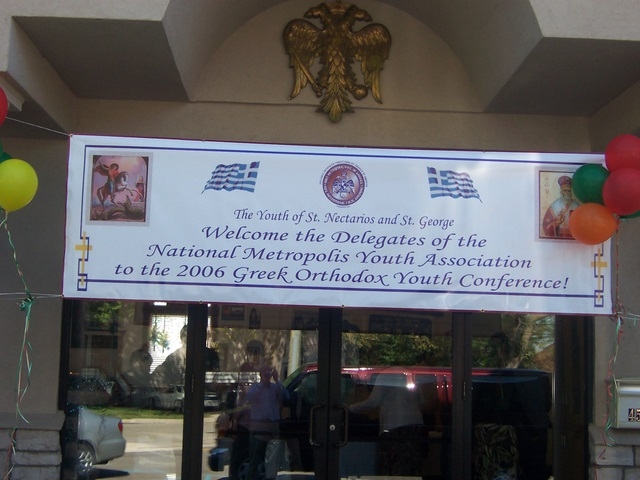 The Youth of St. Nectarios and St. George
Welcome the Delegates of the
National Metropolis Youth Association
to the 2006 Greek Orthodox Youth Conference!